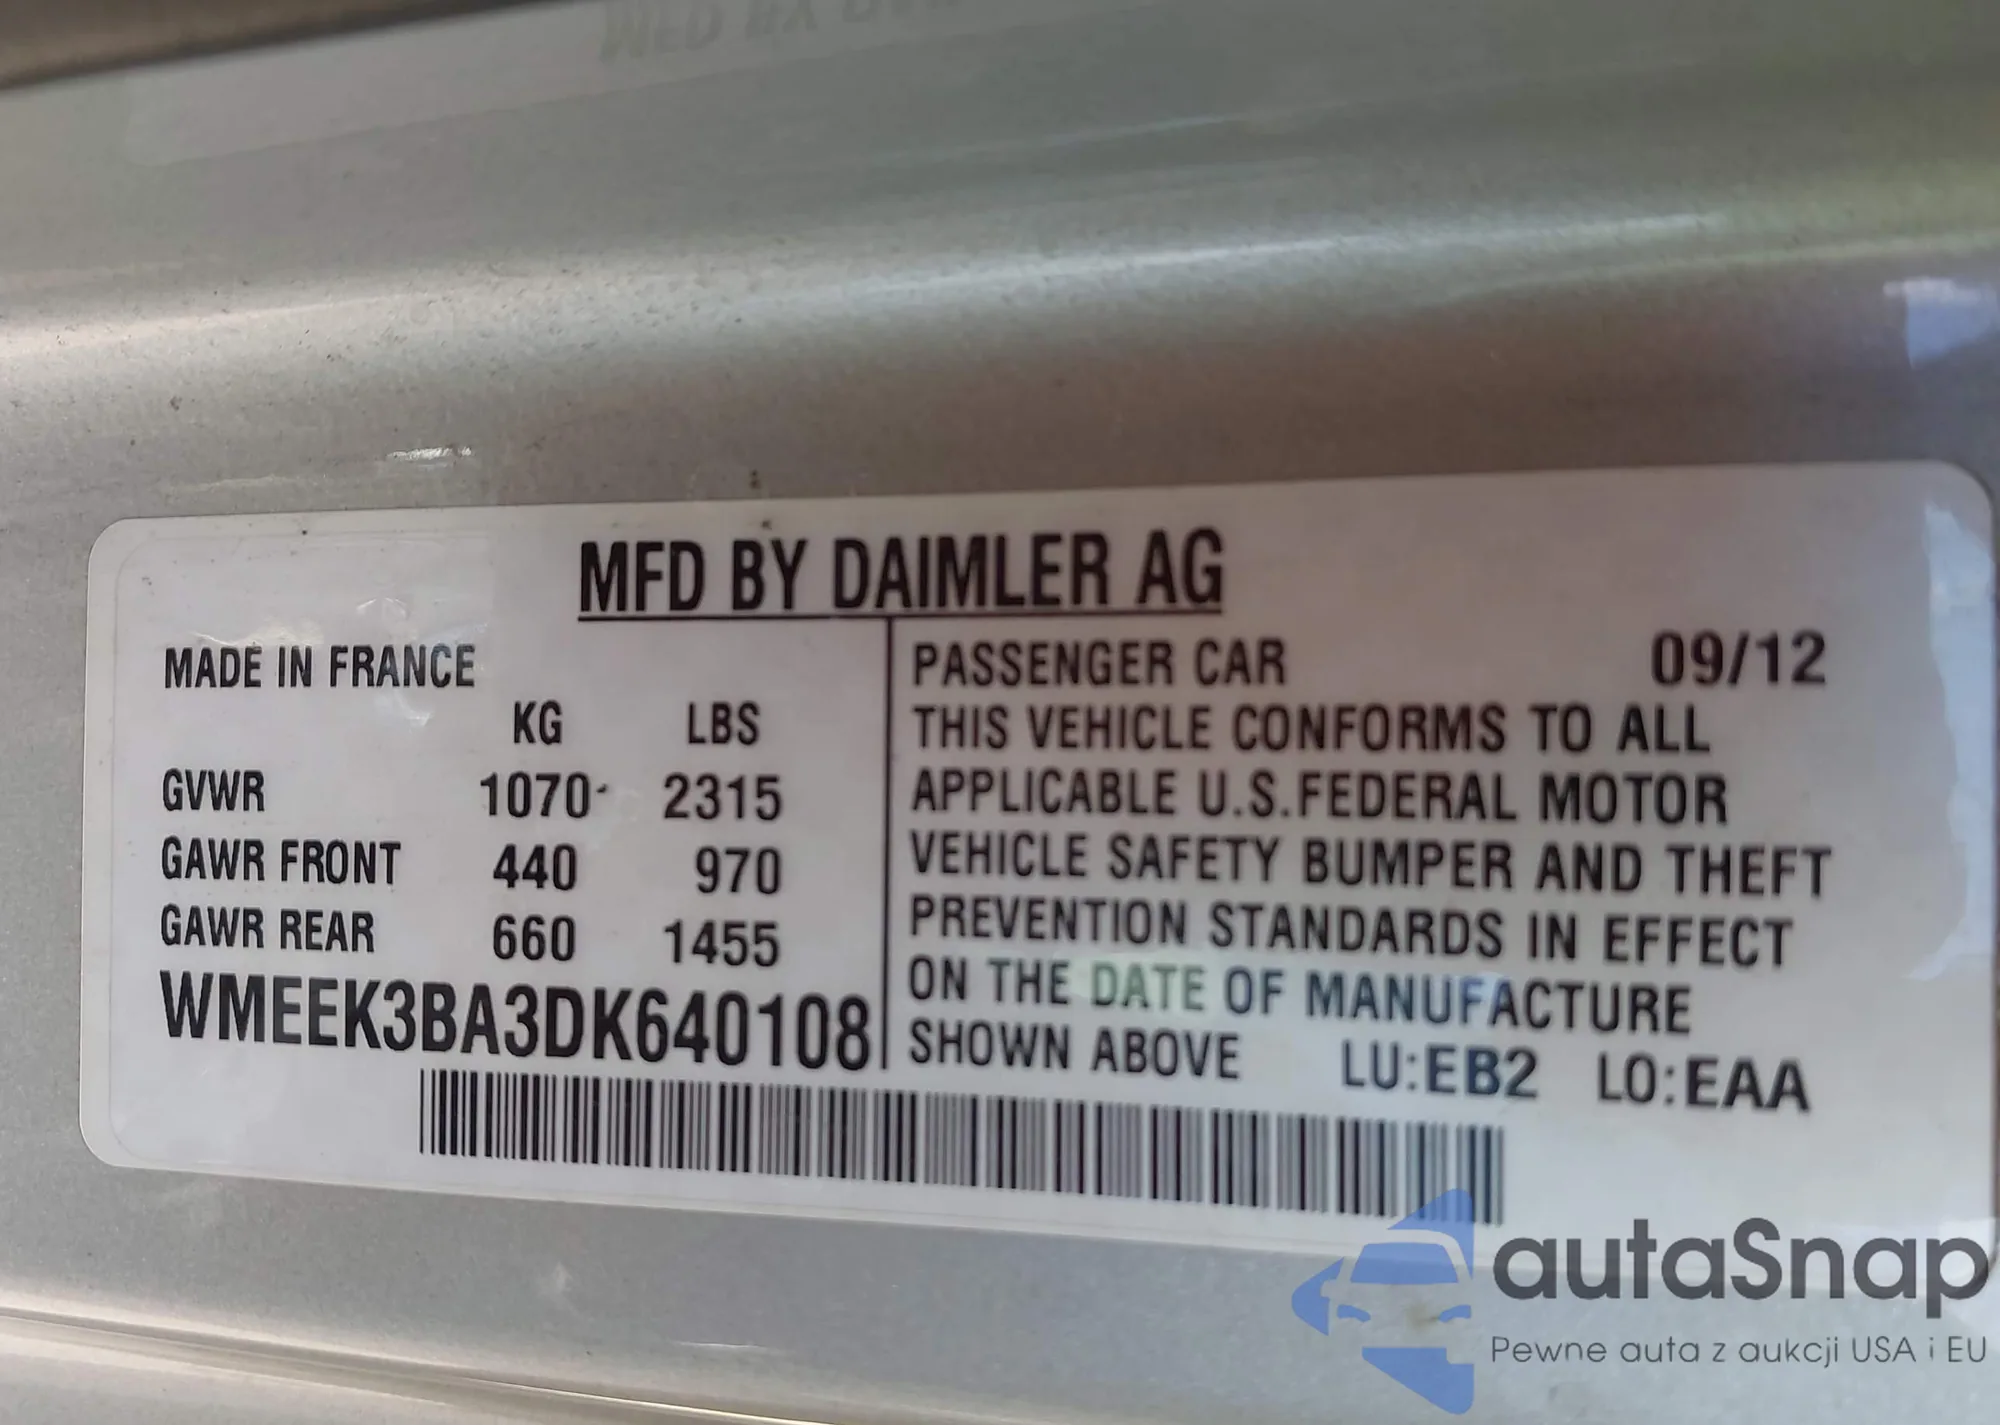 MFD BY DAIMLER AG
MADE IN FRANCE
KG LBS
GVWR 1070 2315
GAWR FRONT 440 970
GAWR REAR 660 1455
WMEEK3BA3DK640108
PASSENGER CAR 09/12
THIS VEHICLE CONFORMS TO ALL
APPLICABLE U.S.FEDERAL MOTOR
VEHICLE SAFETY BUMPER AND THEFT
PREVENTION STANDARDS IN EFFECT
ON THE DATE OF MANUFACTURE
SHOWN ABOVE LU:EB2 LO:EAA
autaSnap
Pewne auta z aukcji USA i EU